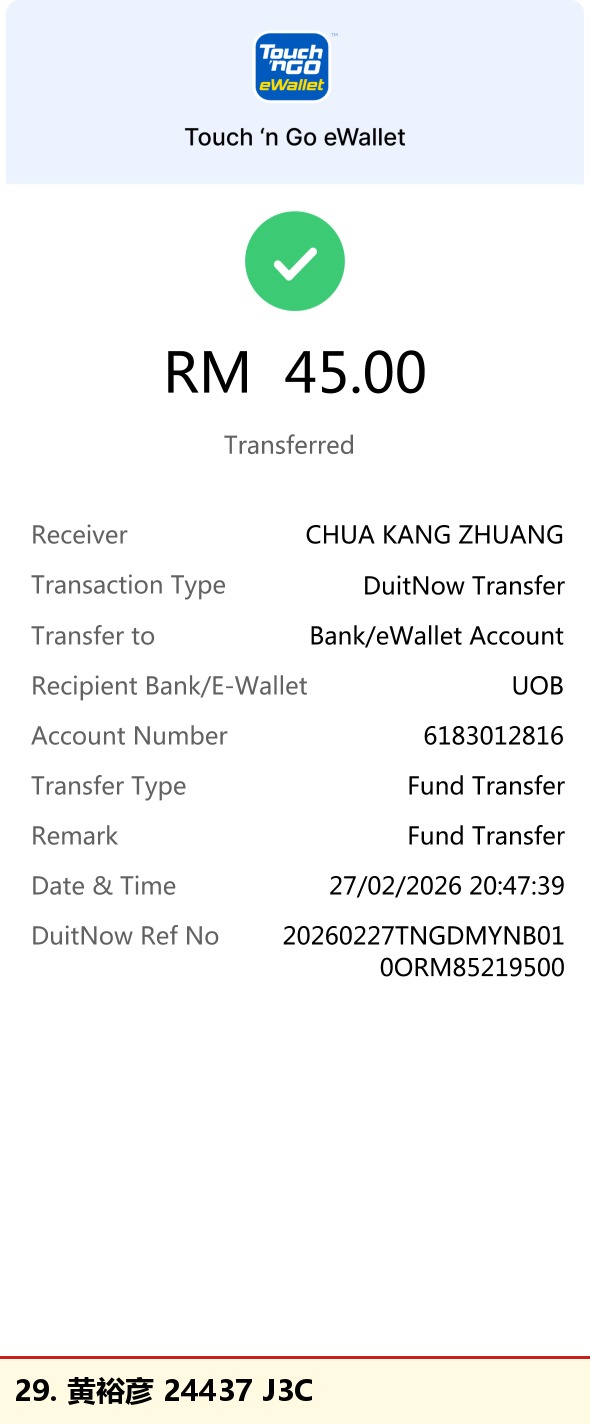 Touch
'nGO
eWallet
™
Touch ‘n Go eWallet
RM 45.00
Transferred
Receiver CHUA KANG ZHUANG
Transaction Type DuitNow Transfer
Transfer to Bank/eWallet Account
Recipient Bank/E-Wallet UOB
Account Number 6183012816
Transfer Type Fund Transfer
Remark Fund Transfer
Date & Time 27/02/2026 20:47:39
DuitNow Ref No 20260227TNGDMYNB01
0ORM85219500
29. 黄裕彦 24437 J3C